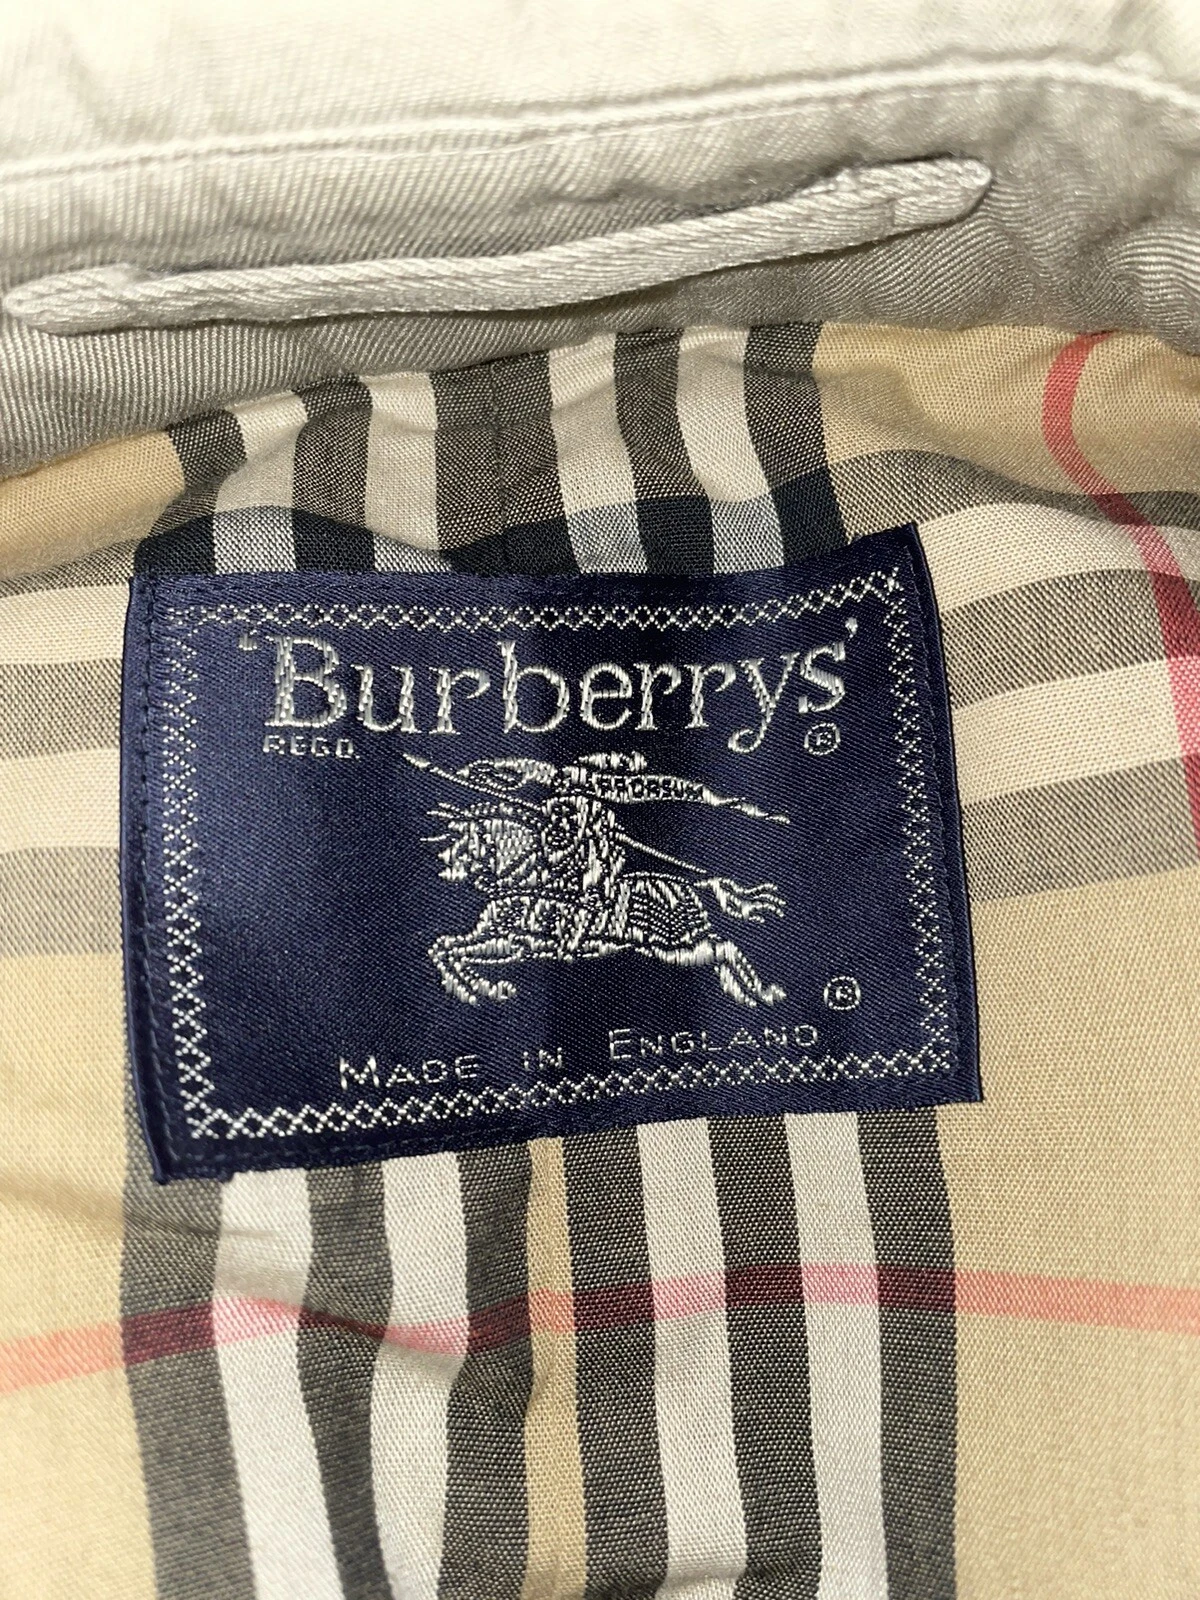 'Burberrys'
REGD. ®
PRORSUM
®
MADE IN ENGLAND